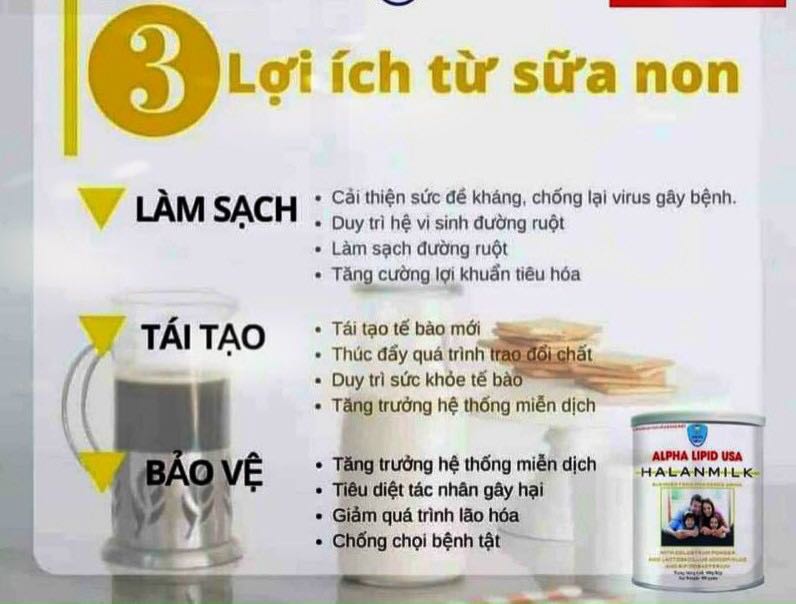 3
Lợi ích từ sữa non
LÀM SẠCH
• Cải thiện sức đề kháng, chống lại virus gây bệnh.
• Duy trì hệ vi sinh đường ruột
• Làm sạch đường ruột
• Tăng cường lợi khuẩn tiêu hóa
TÁI TẠO
• Tái tạo tế bào mới
• Thúc đẩy quá trình trao đổi chất
• Duy trì sức khỏe tế bào
• Tăng trưởng hệ thống miễn dịch
BẢO VỆ
• Tăng trưởng hệ thống miễn dịch
• Tiêu diệt tác nhân gây hại
• Giảm quá trình lão hóa
• Chống chọi bệnh tật
ALPHA LIPID USA
HALANMILK
WITH COLOSTRUM POWDER
AND LACTOBACILLUS ACIDOPHILUS
AND BIFIDOBACTERIUM